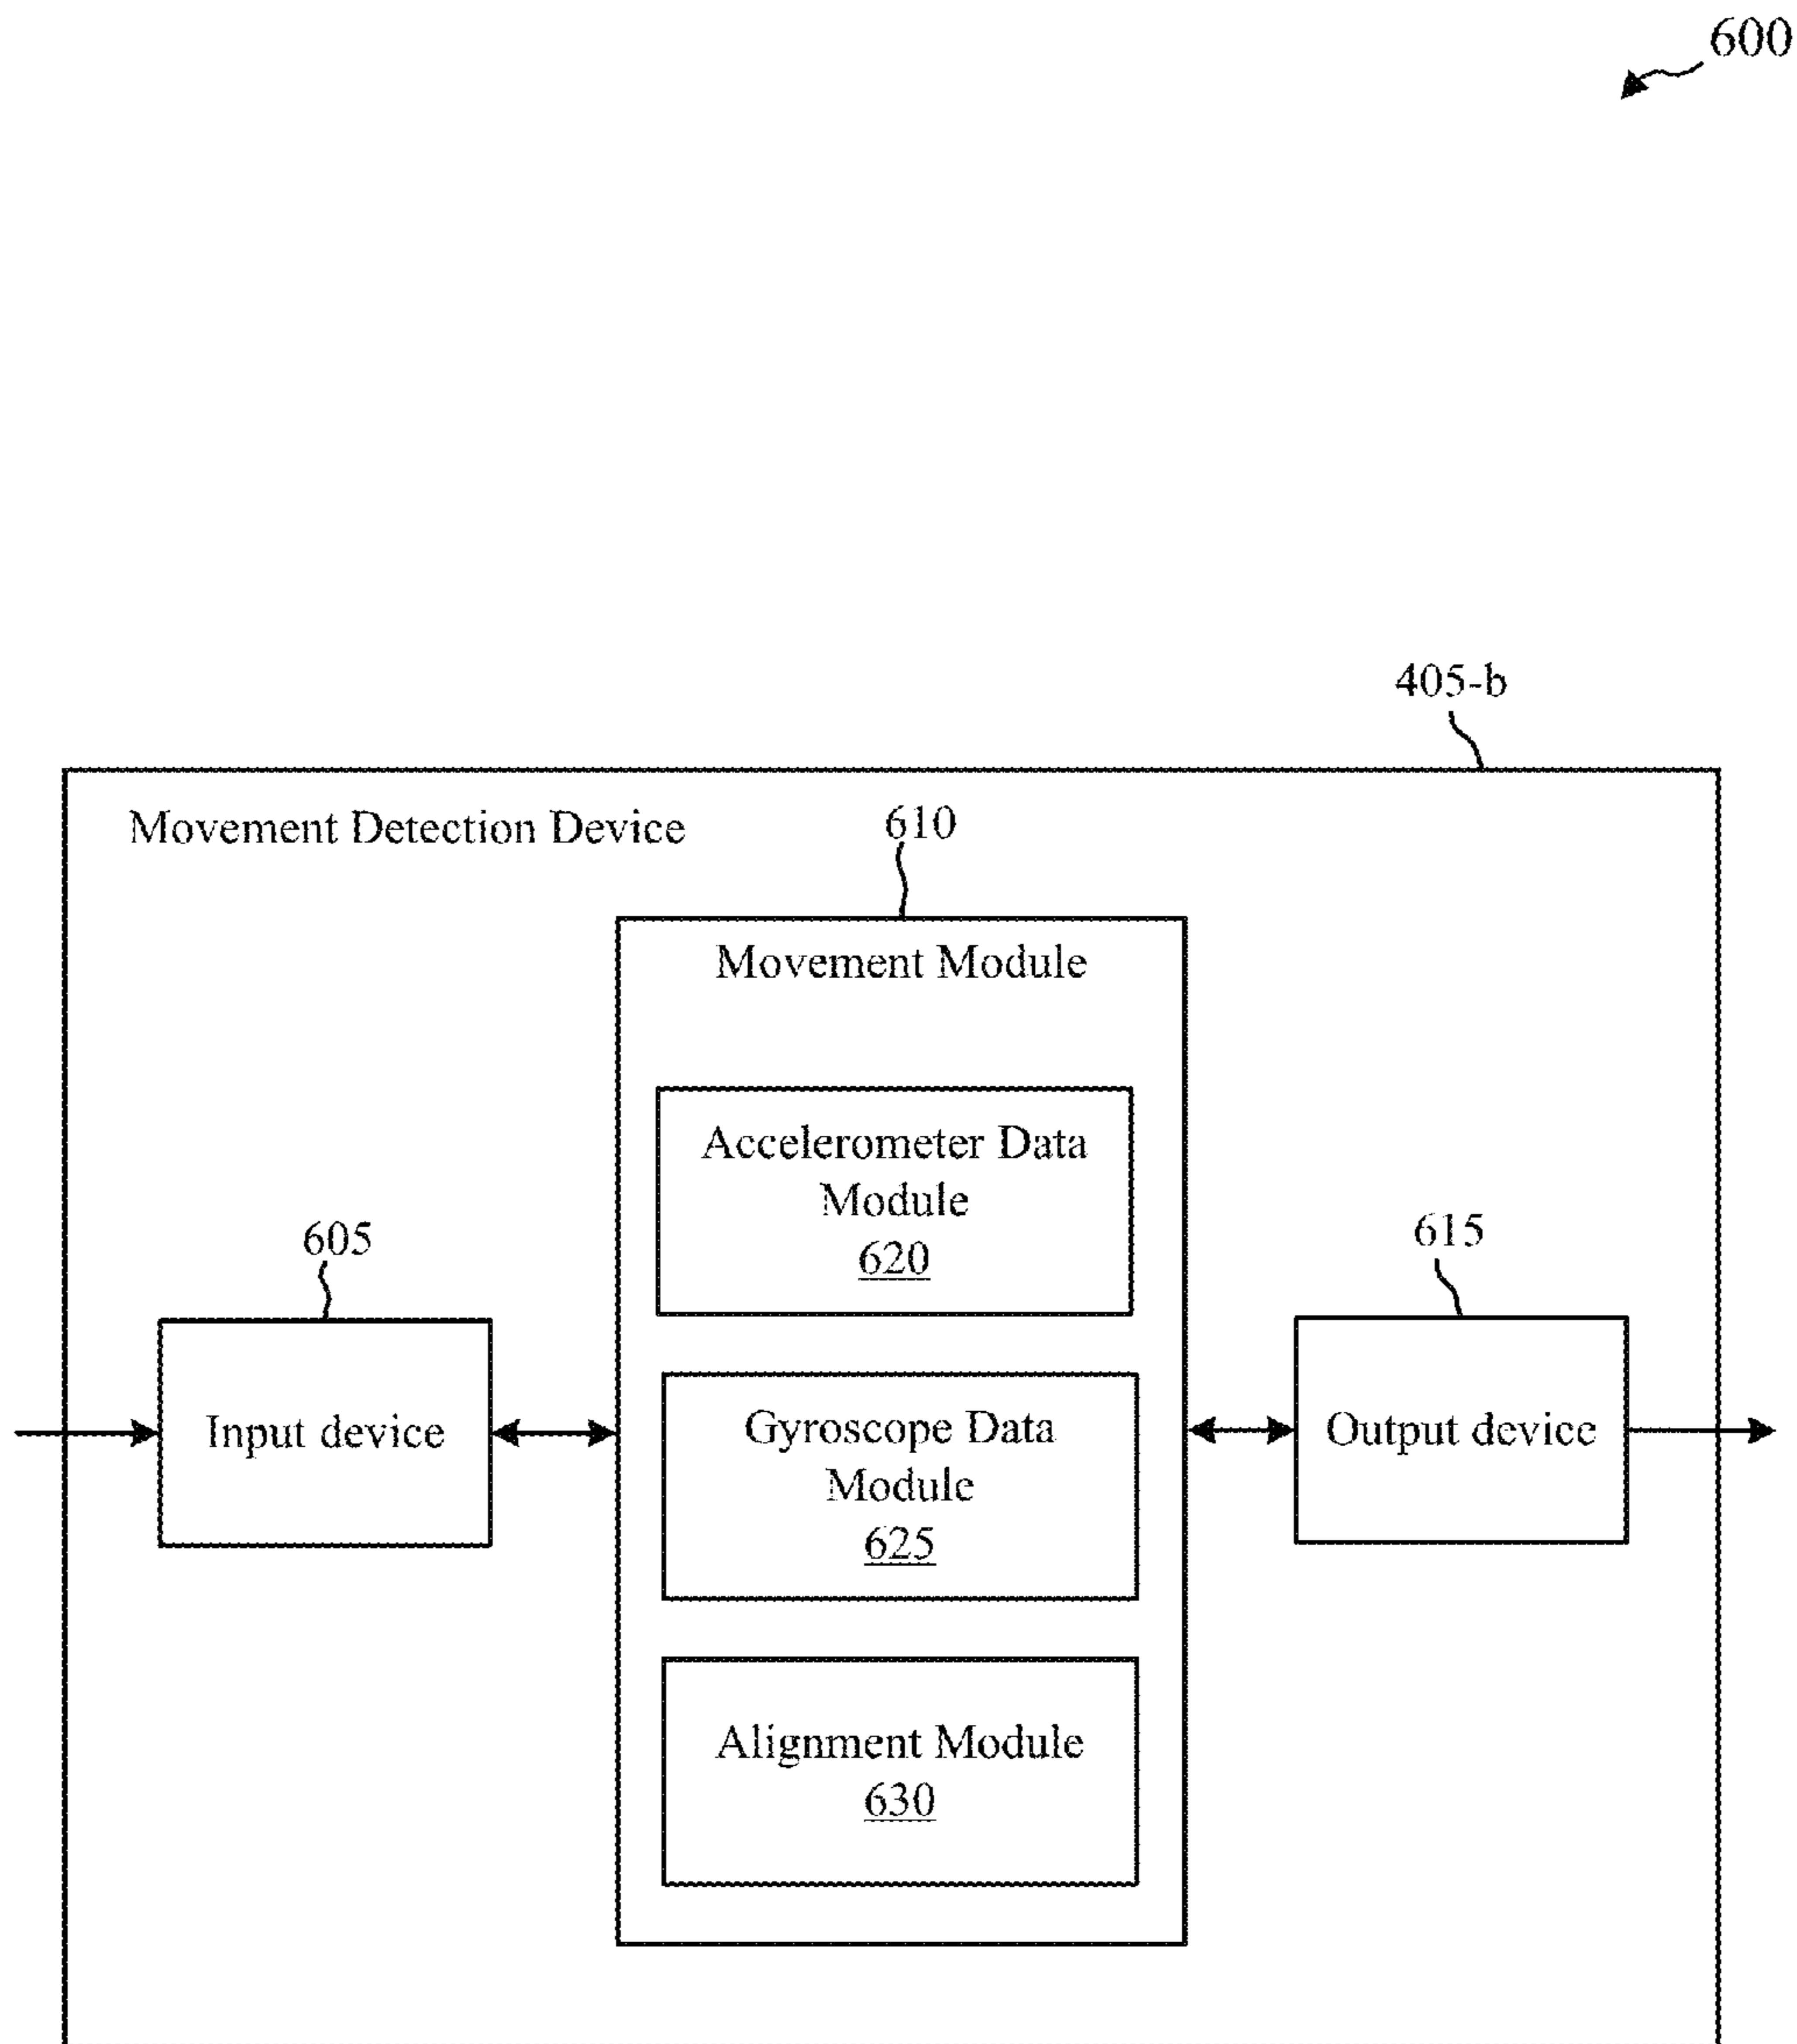 600
405-b
Movement Detection Device
610
Movement Module
Accelerometer Data
Module
620
605
615
Gyroscope Data
Module
625
Input device
Output device
Alignment Module
630